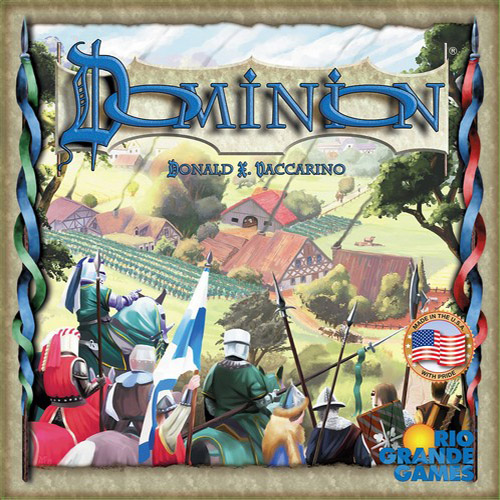 DOMINION
®
DONALD X. VACCARINO
MADE IN THE U.S.A.
WITH PRIDE
RIO
GRANDE
GAMES